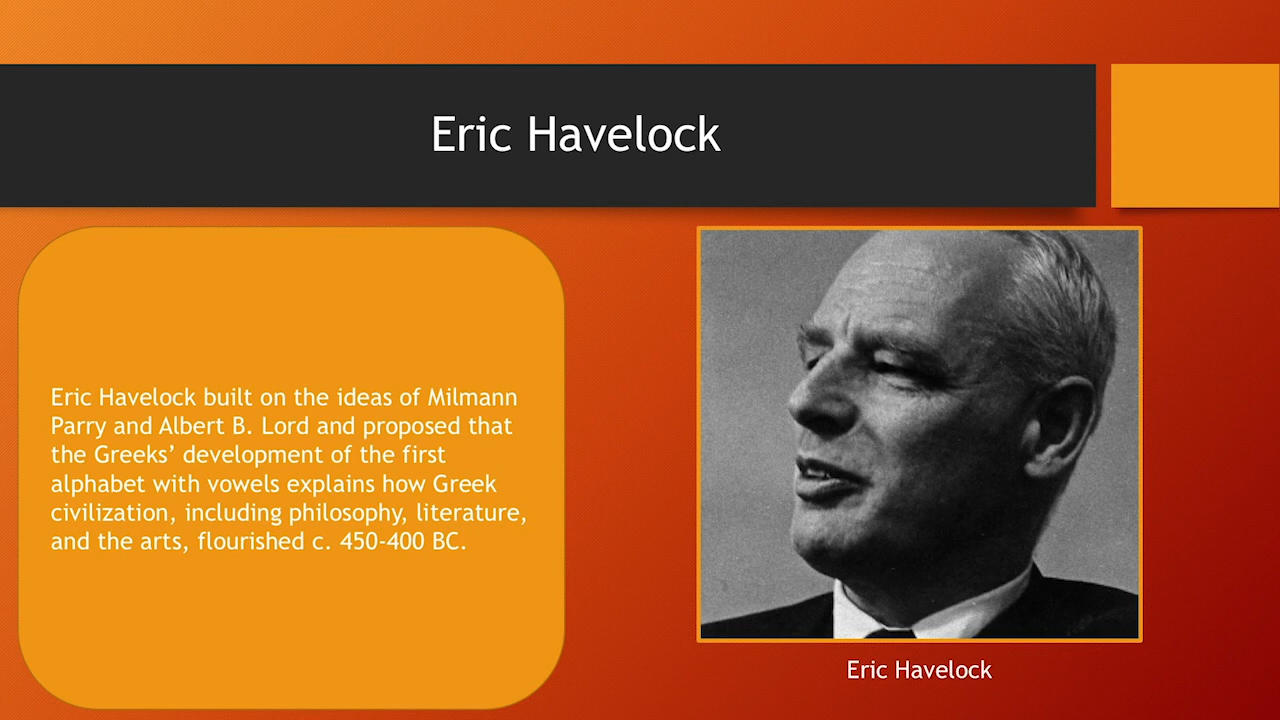 Eric Havelock
Eric Havelock built on the ideas of Milmann
Parry and Albert B. Lord and proposed that
the Greeks’ development of the first
alphabet with vowels explains how Greek
civilization, including philosophy, literature,
and the arts, flourished c. 450-400 BC.
Eric Havelock